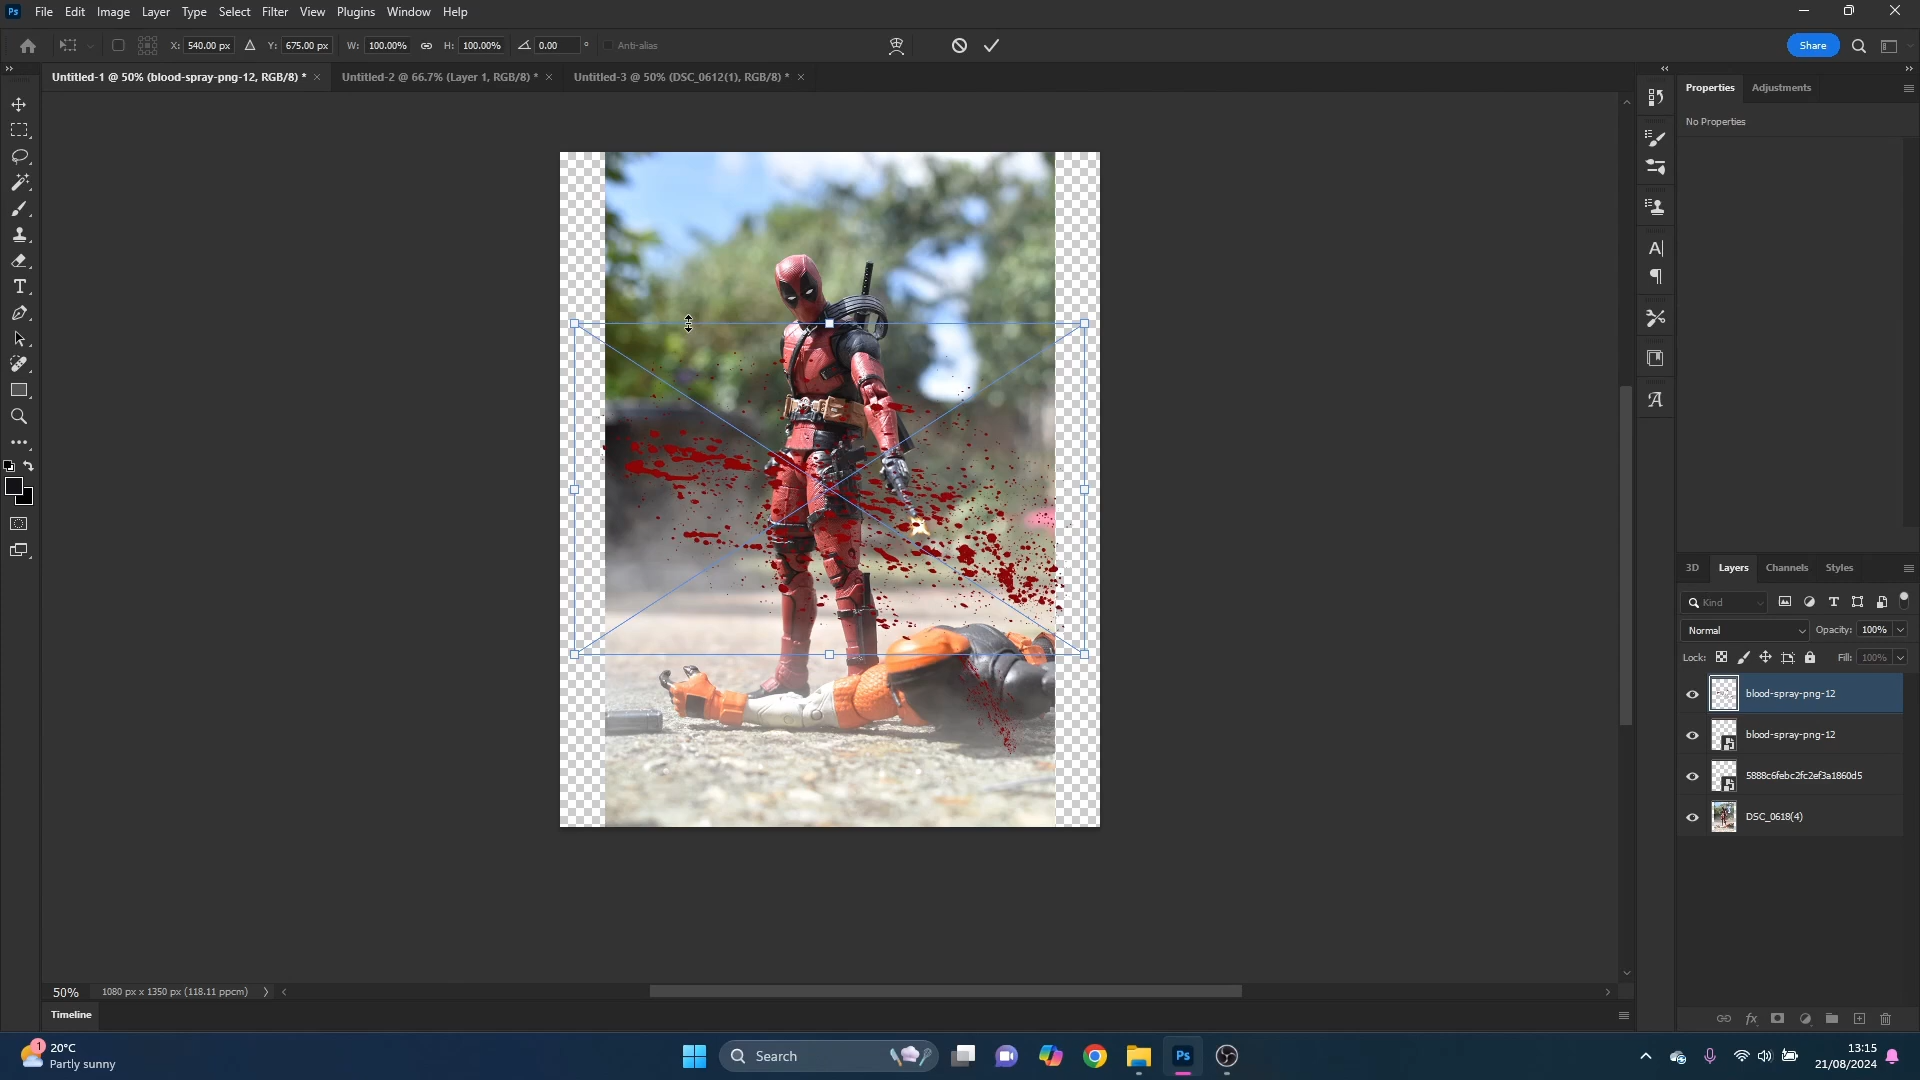 Ps File Edit Image Layer Type Select Filter View Plugins Window Help
X: 540.00 px Y: 675.00 px W: 100.00% H: 100.00% 0.00 ° Anti-alias Share
Untitled-1 @ 50% (blood-spray-png-12, RGB/8) * × Untitled-2 @ 66.7% (Layer 1, RGB/8) * × Untitled-3 @ 50% (DSC_0612(1), RGB/8) * ×
Properties Adjustments
No Properties
3D Layers Channels Styles
Kind
Normal Opacity: 100%
Lock: Fill: 100%
blood-spray-png-12
blood-spray-png-12
5888c6febc2fc2ef3a1860d5
DSC_0618(4)
50% 1080 px x 1350 px (118.11 ppcm)
Timeline
1 20°C
Partly sunny
Search
Ps
13:15
21/08/2024